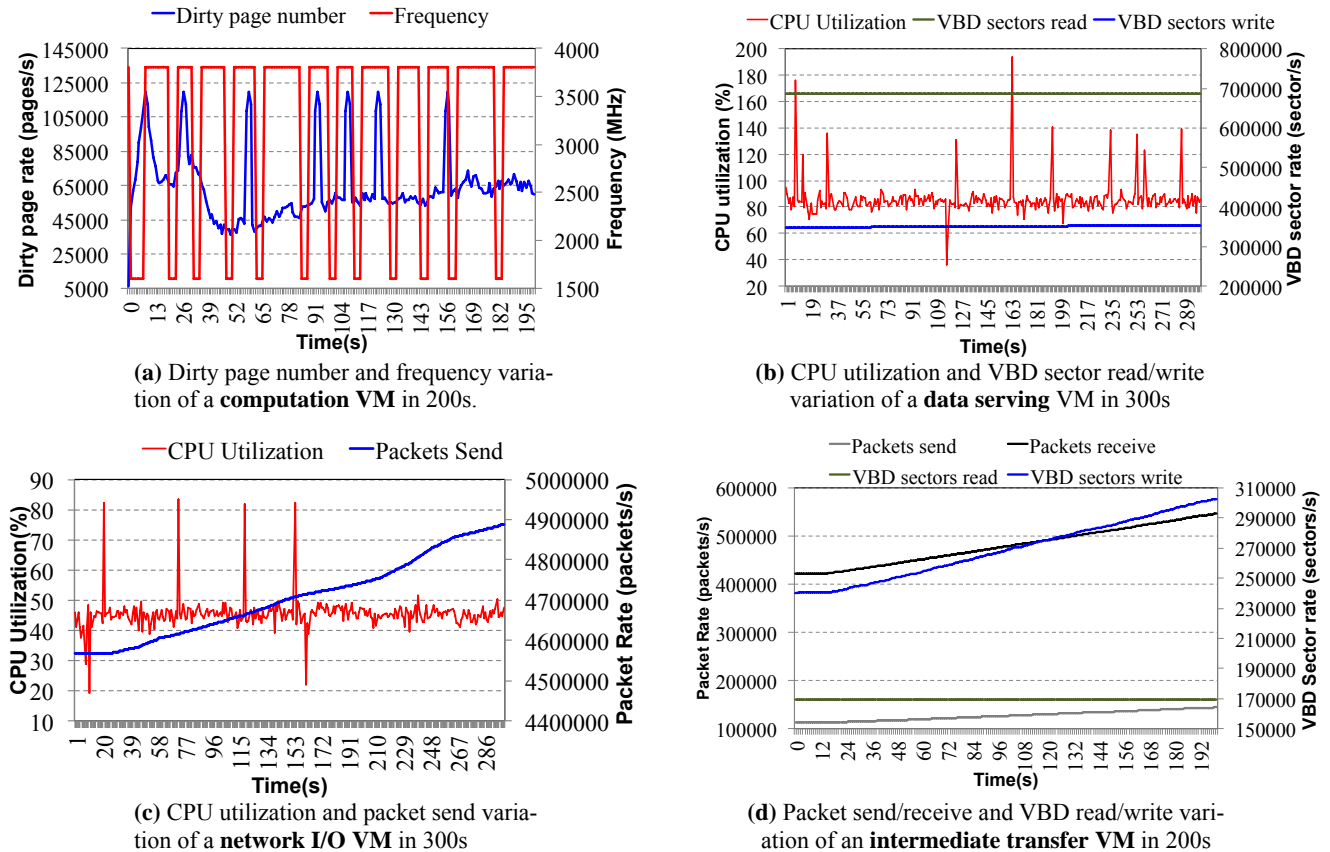 Dirty page number Frequency
145000
125000
105000
85000
65000
45000
25000
5000
Dirty page rate (pages/s)
4000
3500
3000
2500
2000
1500
Frequency (MHz)
0 13 26 39 52 65 78 91 104 117 130 143 156 169 182 195
Time(s)
(a) Dirty page number and frequency varia-
tion of a computation VM in 200s.
CPU Utilization VBD sectors read VBD sectors write
200
180
160
140
120
100
80
60
40
20
CPU utilization (%)
800000
700000
600000
500000
400000
300000
200000
VBD sector rate (sectors/s)
1 19 37 55 73 91 109 127 145 163 181 199 217 235 253 271 289
Time(s)
(b) CPU utilization and VBD sector read/write
variation of a data serving VM in 300s
CPU Utilization Packets Send
90
80
70
60
50
40
30
20
10
CPU Utilization(%)
5000000
4900000
4800000
4700000
4600000
4500000
4400000
Packet Rate (packets/s)
1 20 39 58 77 96 115 134 153 172 191 210 229 248 267 286
Time(s)
(c) CPU utilization and packet send varia-
tion of a network I/O VM in 300s
Packets send Packets receive
VBD sectors read VBD sectors write
600000
500000
400000
300000
200000
100000
Packet Rate (packets/s)
310000
290000
270000
250000
230000
210000
190000
170000
150000
VBD Sector rate (sectors/s)
0 12 24 36 48 60 72 84 96 108 120 132 144 156 168 180 192
Time(s)
(d) Packet send/receive and VBD read/write vari-
ation of an intermediate transfer VM in 200s